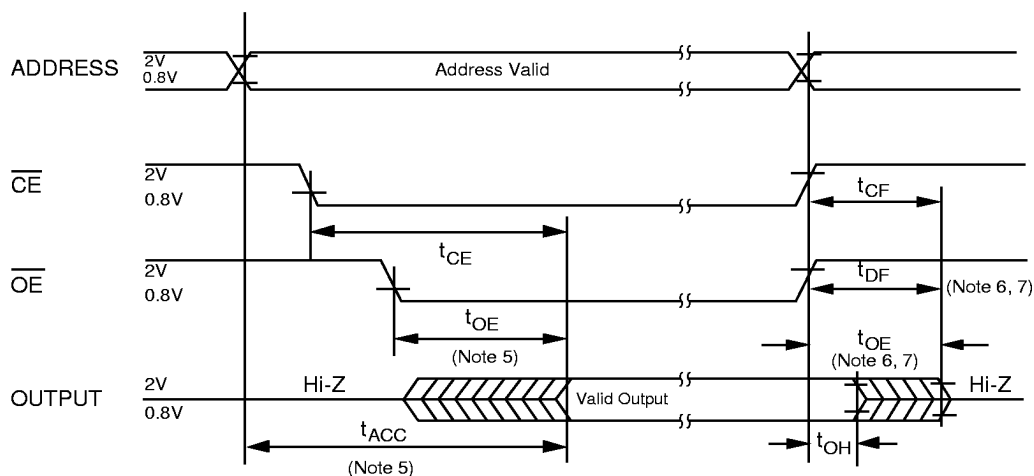 ADDRESS
2V
0.8V
Address Valid
CE
2V
0.8V
tCF
tCE
OE
2V
0.8V
tDF
(Note 6, 7)
tOE
(Note 5)
tOE
(Note 6, 7)
OUTPUT
2V
0.8V
Hi-Z
Valid Output
Hi-Z
tACC
(Note 5)
tOH